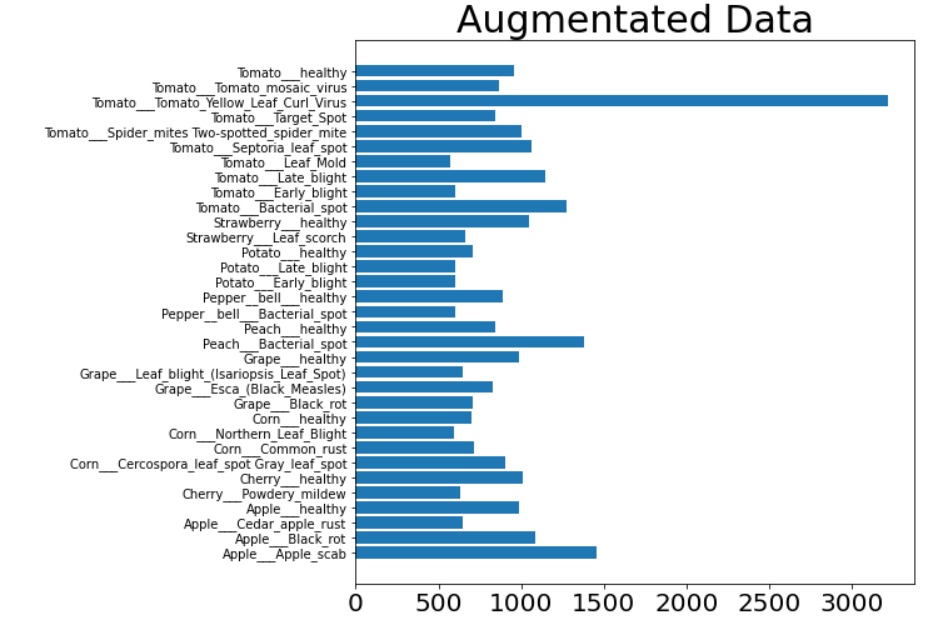 Augmentated Data
Tomato___healthy
Tomato___Tomato_mosaic_virus
Tomato___Tomato_Yellow_Leaf_Curl_Virus
Tomato___Target_Spot
Tomato___Spider_mites Two-spotted_spider_mite
Tomato___Septoria_leaf_spot
Tomato___Leaf_Mold
Tomato___Late_blight
Tomato___Early_blight
Tomato___Bacterial_spot
Strawberry___healthy
Strawberry___Leaf_scorch
Potato___healthy
Potato___Late_blight
Potato___Early_blight
Pepper__bell___healthy
Pepper__bell___Bacterial_spot
Peach___healthy
Peach___Bacterial_spot
Grape___healthy
Grape___Leaf_blight_(Isariopsis_Leaf_Spot)
Grape___Esca_(Black_Measles)
Grape___Black_rot
Corn___healthy
Corn___Northern_Leaf_Blight
Corn___Common_rust
Corn___Cercospora_leaf_spot Gray_leaf_spot
Cherry___healthy
Cherry___Powdery_mildew
Apple___healthy
Apple___Cedar_apple_rust
Apple___Black_rot
Apple___Apple_scab
0 500 1000 1500 2000 2500 3000